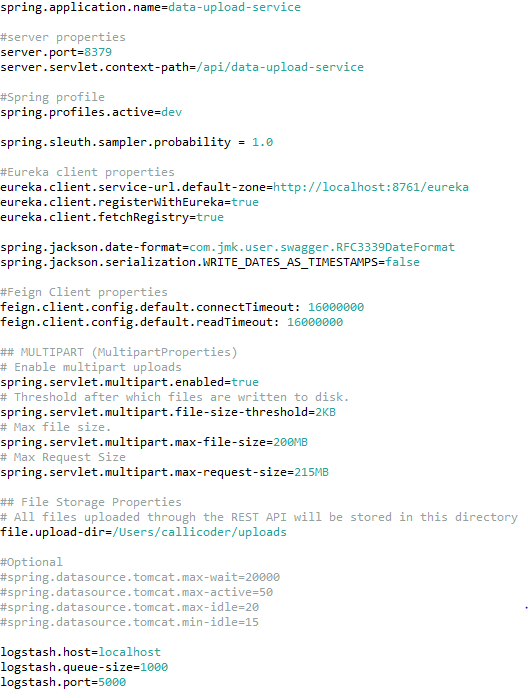 spring.application.name=data-upload-service
#server properties
server.port=8379
server.servlet.context-path=/api/data-upload-service
#Spring profile
spring.profiles.active=dev
spring.sleuth.sampler.probability = 1.0
#Eureka client properties
eureka.client.service-url.default-zone=http://localhost:8761/eureka
eureka.client.registerWithEureka=true
eureka.client.fetchRegistry=true
spring.jackson.date-format=com.jmk.user.swagger.RFC3339DateFormat
spring.jackson.serialization.WRITE_DATES_AS_TIMESTAMPS=false
#Feign Client properties
feign.client.config.default.connectTimeout: 16000000
feign.client.config.default.readTimeout: 16000000
## MULTIPART (MultipartProperties)
# Enable multipart uploads
spring.servlet.multipart.enabled=true
# Threshold after which files are written to disk.
spring.servlet.multipart.file-size-threshold=2KB
# Max file size.
spring.servlet.multipart.max-file-size=200MB
# Max Request Size
spring.servlet.multipart.max-request-size=215MB
## File Storage Properties
# All files uploaded through the REST API will be stored in this directory
file.upload-dir=/Users/callicoder/uploads
#Optional
#spring.datasource.tomcat.max-wait=20000
#spring.datasource.tomcat.max-active=50
#spring.datasource.tomcat.max-idle=20
#spring.datasource.tomcat.min-idle=15
logstash.host=localhost
logstash.queue-size=1000
logstash.port=5000